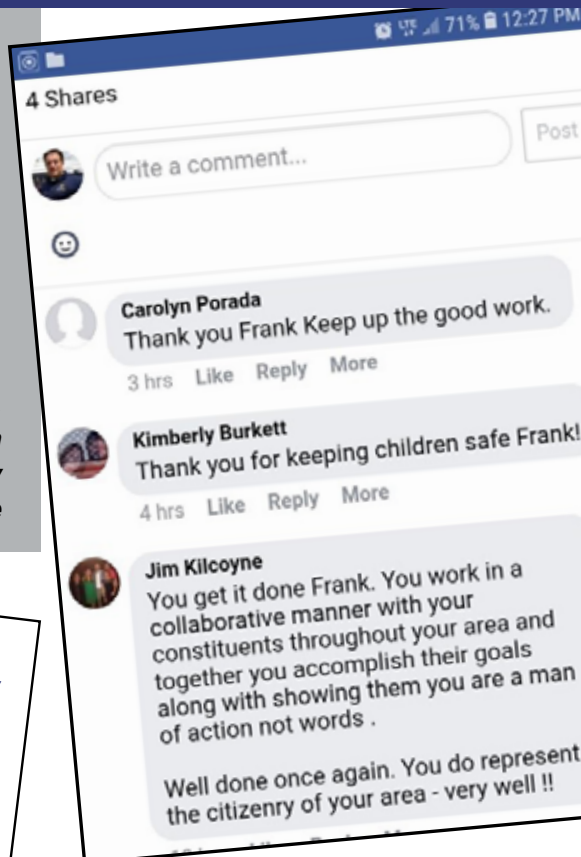 LTE 71% 12:27 PM
4 Shares
Write a comment...
Post
Carolyn Porada
Thank you Frank Keep up the good work.
3 hrs Like Reply More
Kimberly Burkett
Thank you for keeping children safe Frank!
4 hrs Like Reply More
Jim Kilcoyne
You get it done Frank. You work in a
collaborative manner with your
constituents throughout your area and
together you accomplish their goals
along with showing them you are a man
of action not words .
Well done once again. You do represent
the citizenry of your area - very well !!